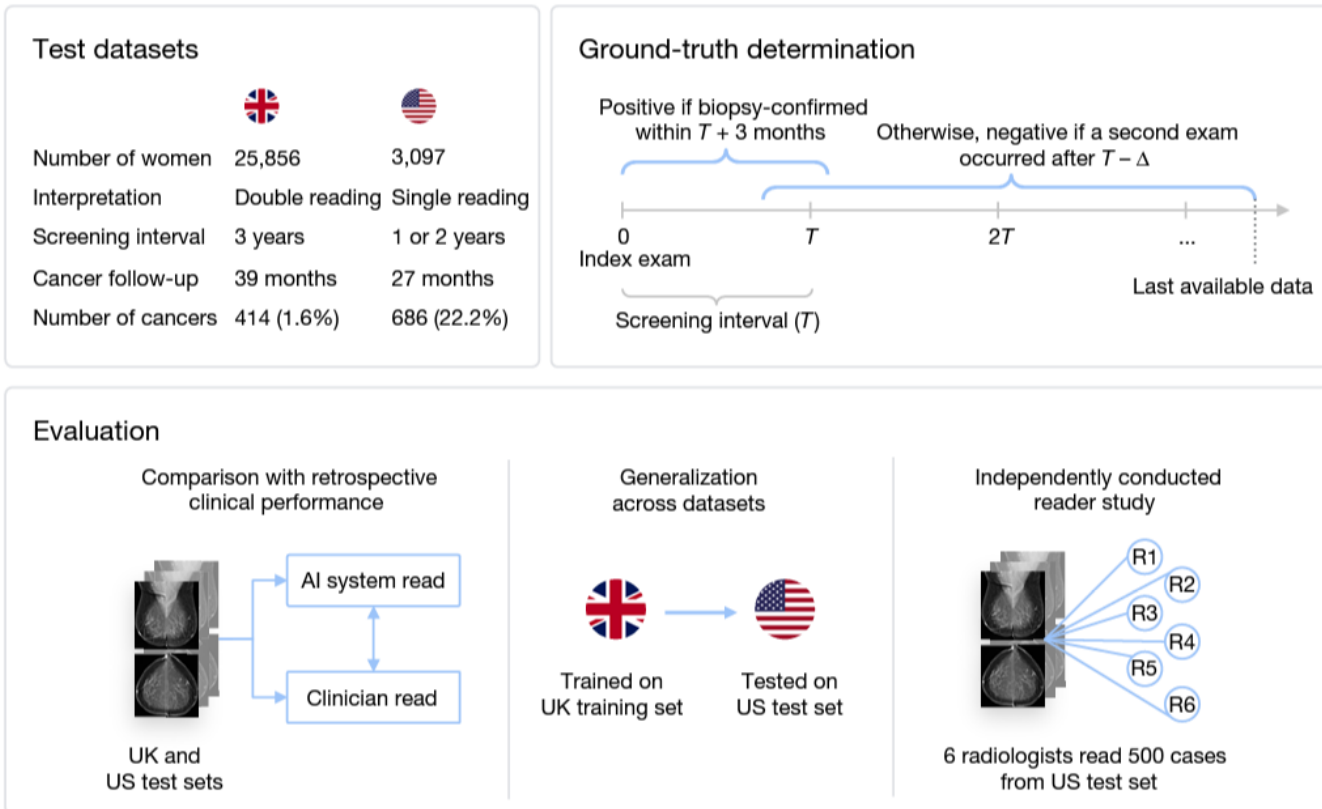 Test datasets
Number of women 25,856 3,097
Interpretation Double reading Single reading
Screening interval 3 years 1 or 2 years
Cancer follow-up 39 months 27 months
Number of cancers 414 (1.6%) 686 (22.2%)
Ground-truth determination
Positive if biopsy-confirmed
within T + 3 months
Otherwise, negative if a second exam
occurred after T – Δ
0 T 2T ...
Index exam
Last available data
Screening interval (T)
Evaluation
Comparison with retrospective
clinical performance
AI system read
Clinician read
UK and
US test sets
Generalization
across datasets
Trained on
UK training set
Tested on
US test set
Independently conducted
reader study
R1
R2
R3
R4
R5
R6
6 radiologists read 500 cases
from US test set